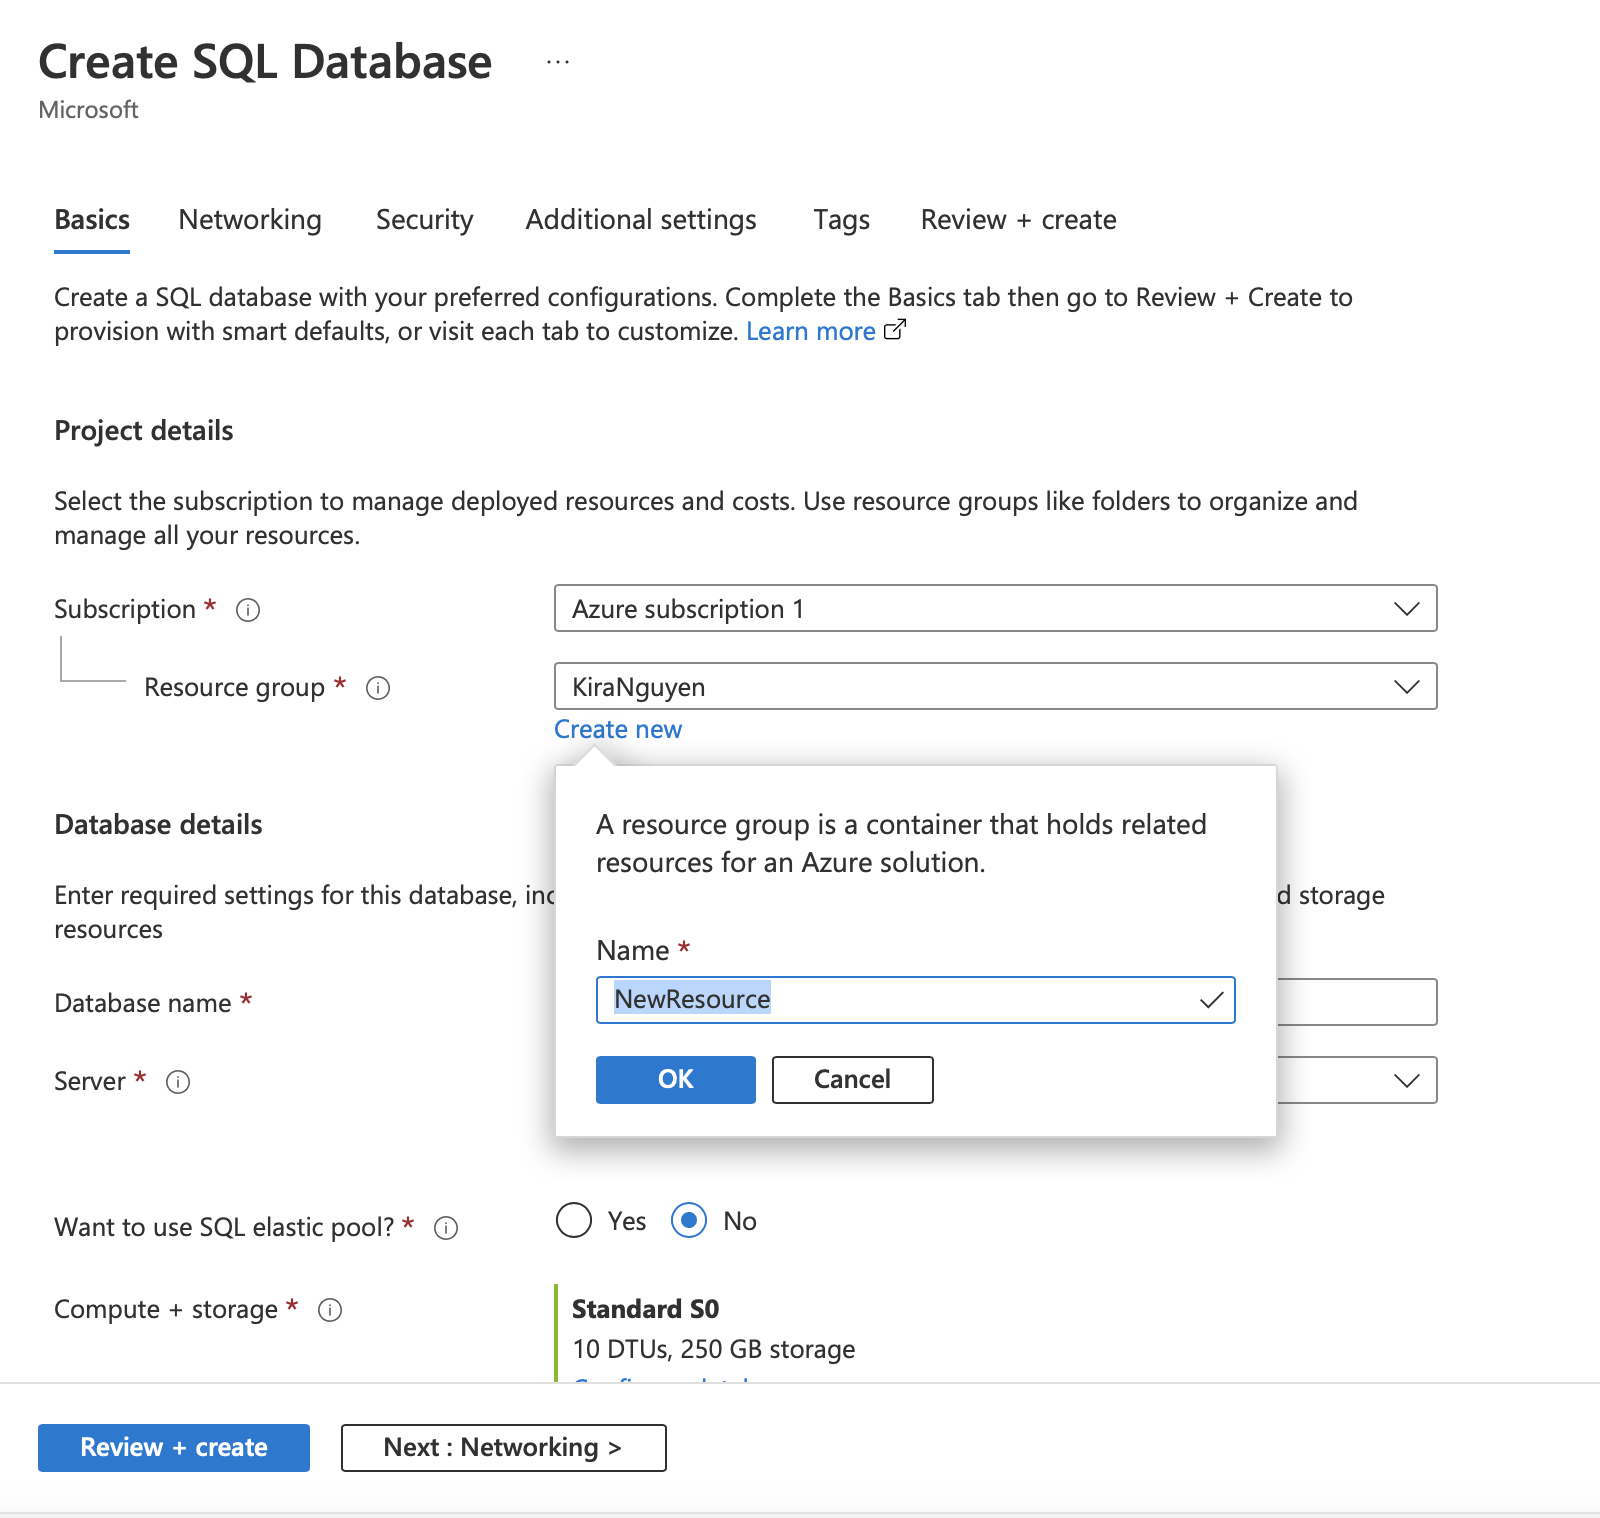 Create SQL Database ...
Microsoft
Basics Networking Security Additional settings Tags Review + create
Create a SQL database with your preferred configurations. Complete the Basics tab then go to Review + Create to
provision with smart defaults, or visit each tab to customize. Learn more
Project details
Select the subscription to manage deployed resources and costs. Use resource groups like folders to organize and
manage all your resources.
Subscription * Azure subscription 1
Resource group * KiraNguyen
Create new
A resource group is a container that holds related
resources for an Azure solution.
Name *
NewResource
OK Cancel
Database details
Enter required settings for this database, d storage
resources
Database name *
Server *
Want to use SQL elastic pool? * Yes No
Compute + storage * Standard S0
10 DTUs, 250 GB storage
Review + create Next : Networking >